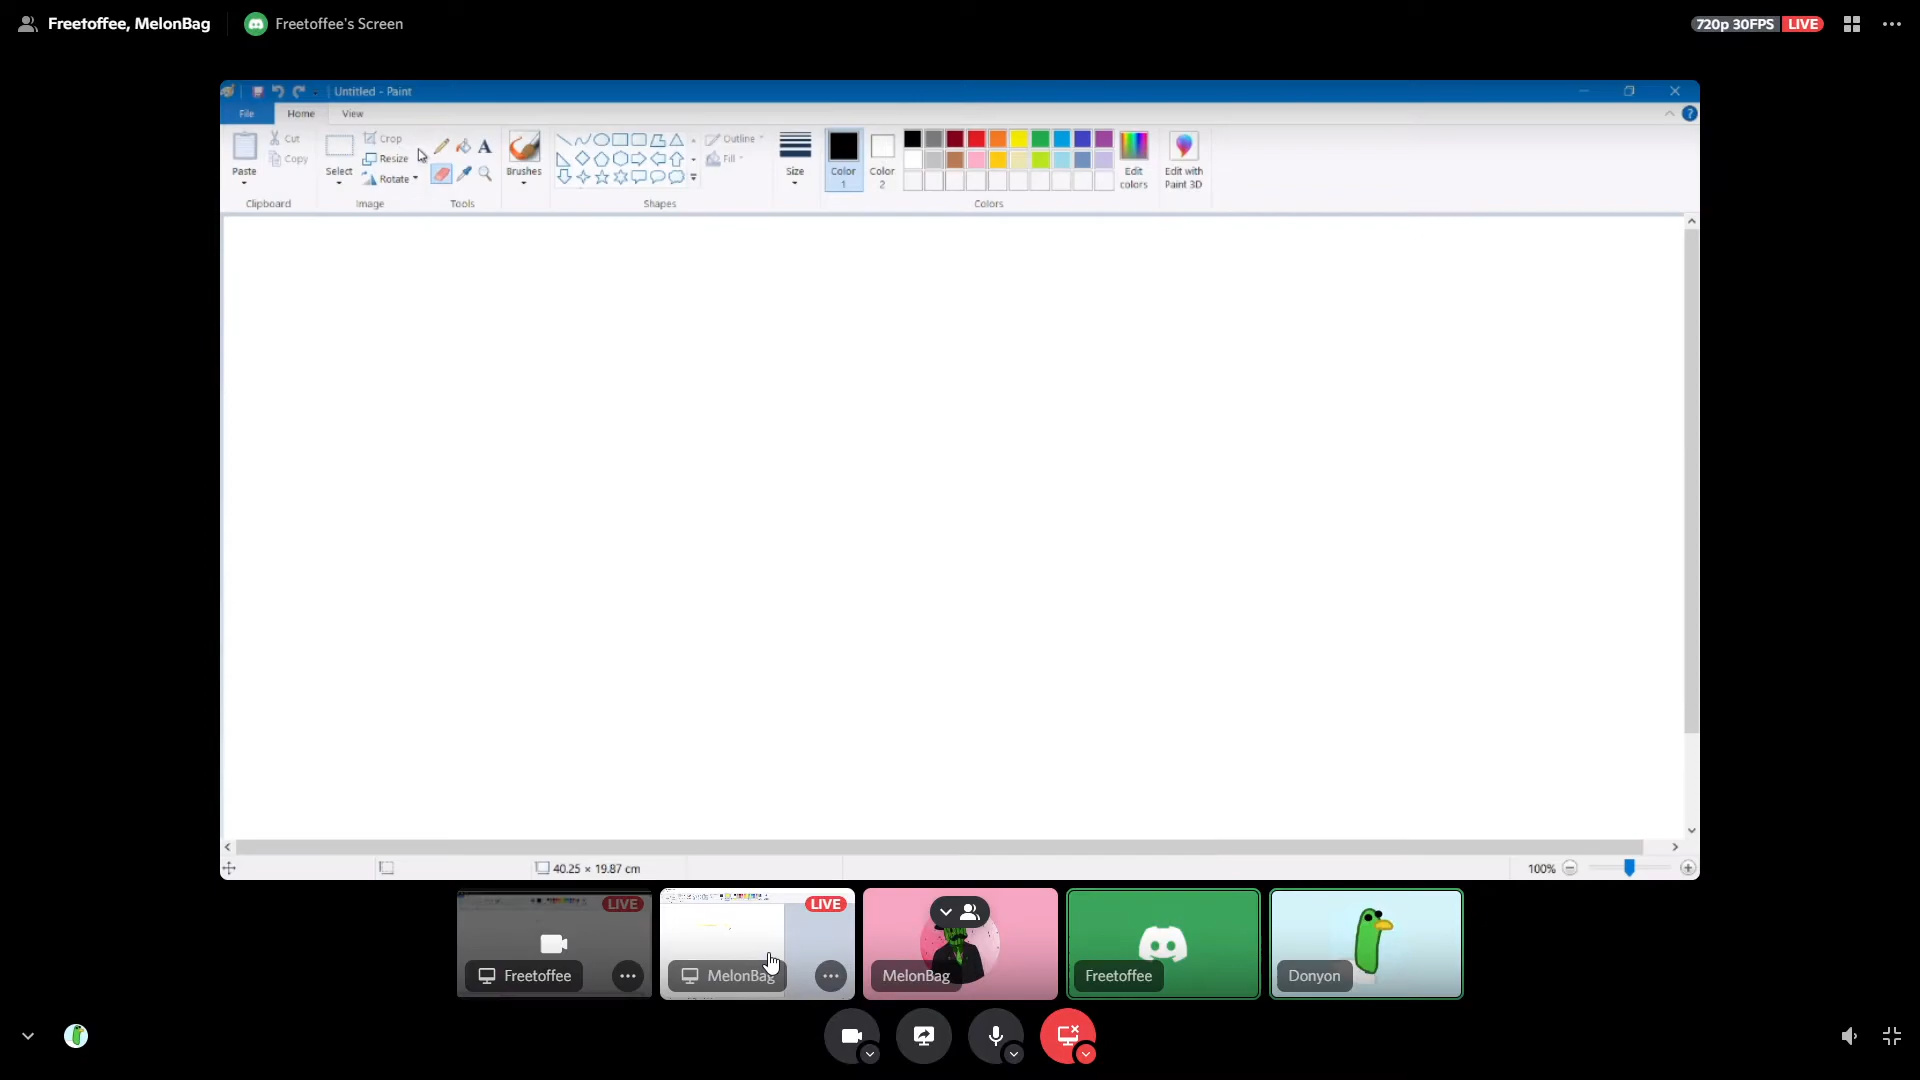 Freetoffee, MelonBag
Freetoffee's Screen
720p 30FPS LIVE
Untitled - Paint
File Home View
Paste
Cut
Copy
Clipboard
Select
Crop
Resize
Rotate
Image
A
Tools
Brushes
Shapes
Outline
Fill
Size
Color 1
Color 2
Colors
Edit colors
Edit with Paint 3D
40.25 × 19.87 cm
100%
LIVE
Freetoffee
LIVE
MelonBag
MelonBag
Freetoffee
Donyon